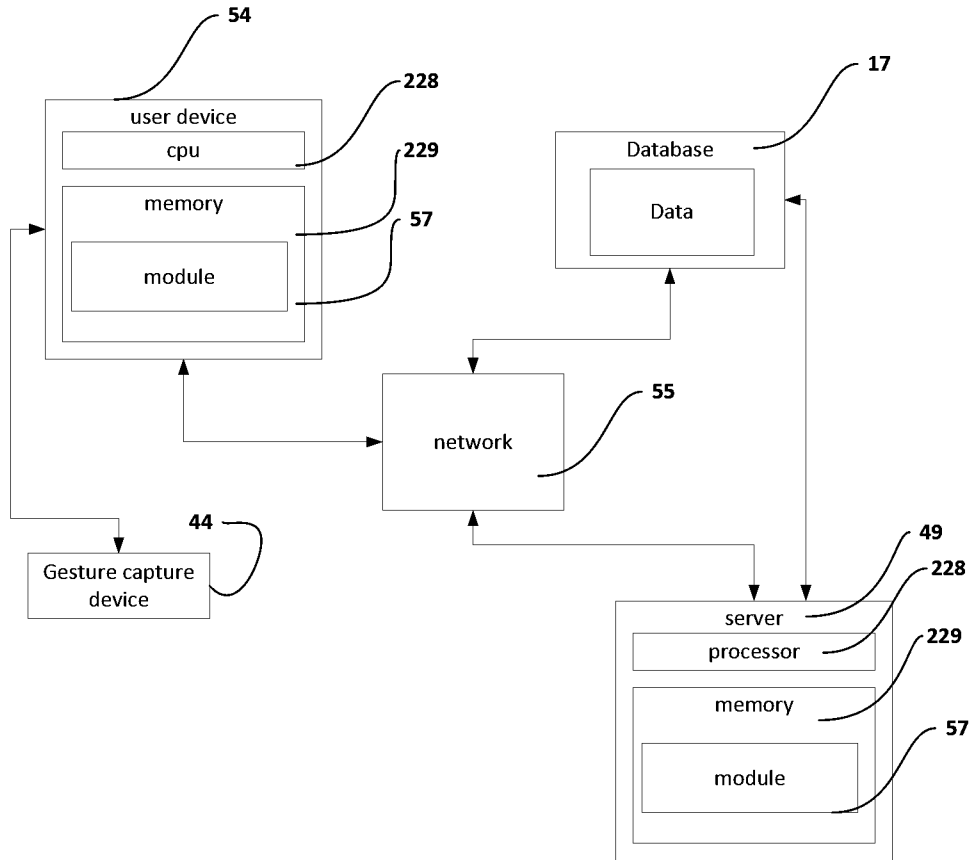 54
user device
228
cpu
229
memory
57
module
17
Database
Data
55
network
44
Gesture capture
device
49
server
228
processor
229
memory
57
module